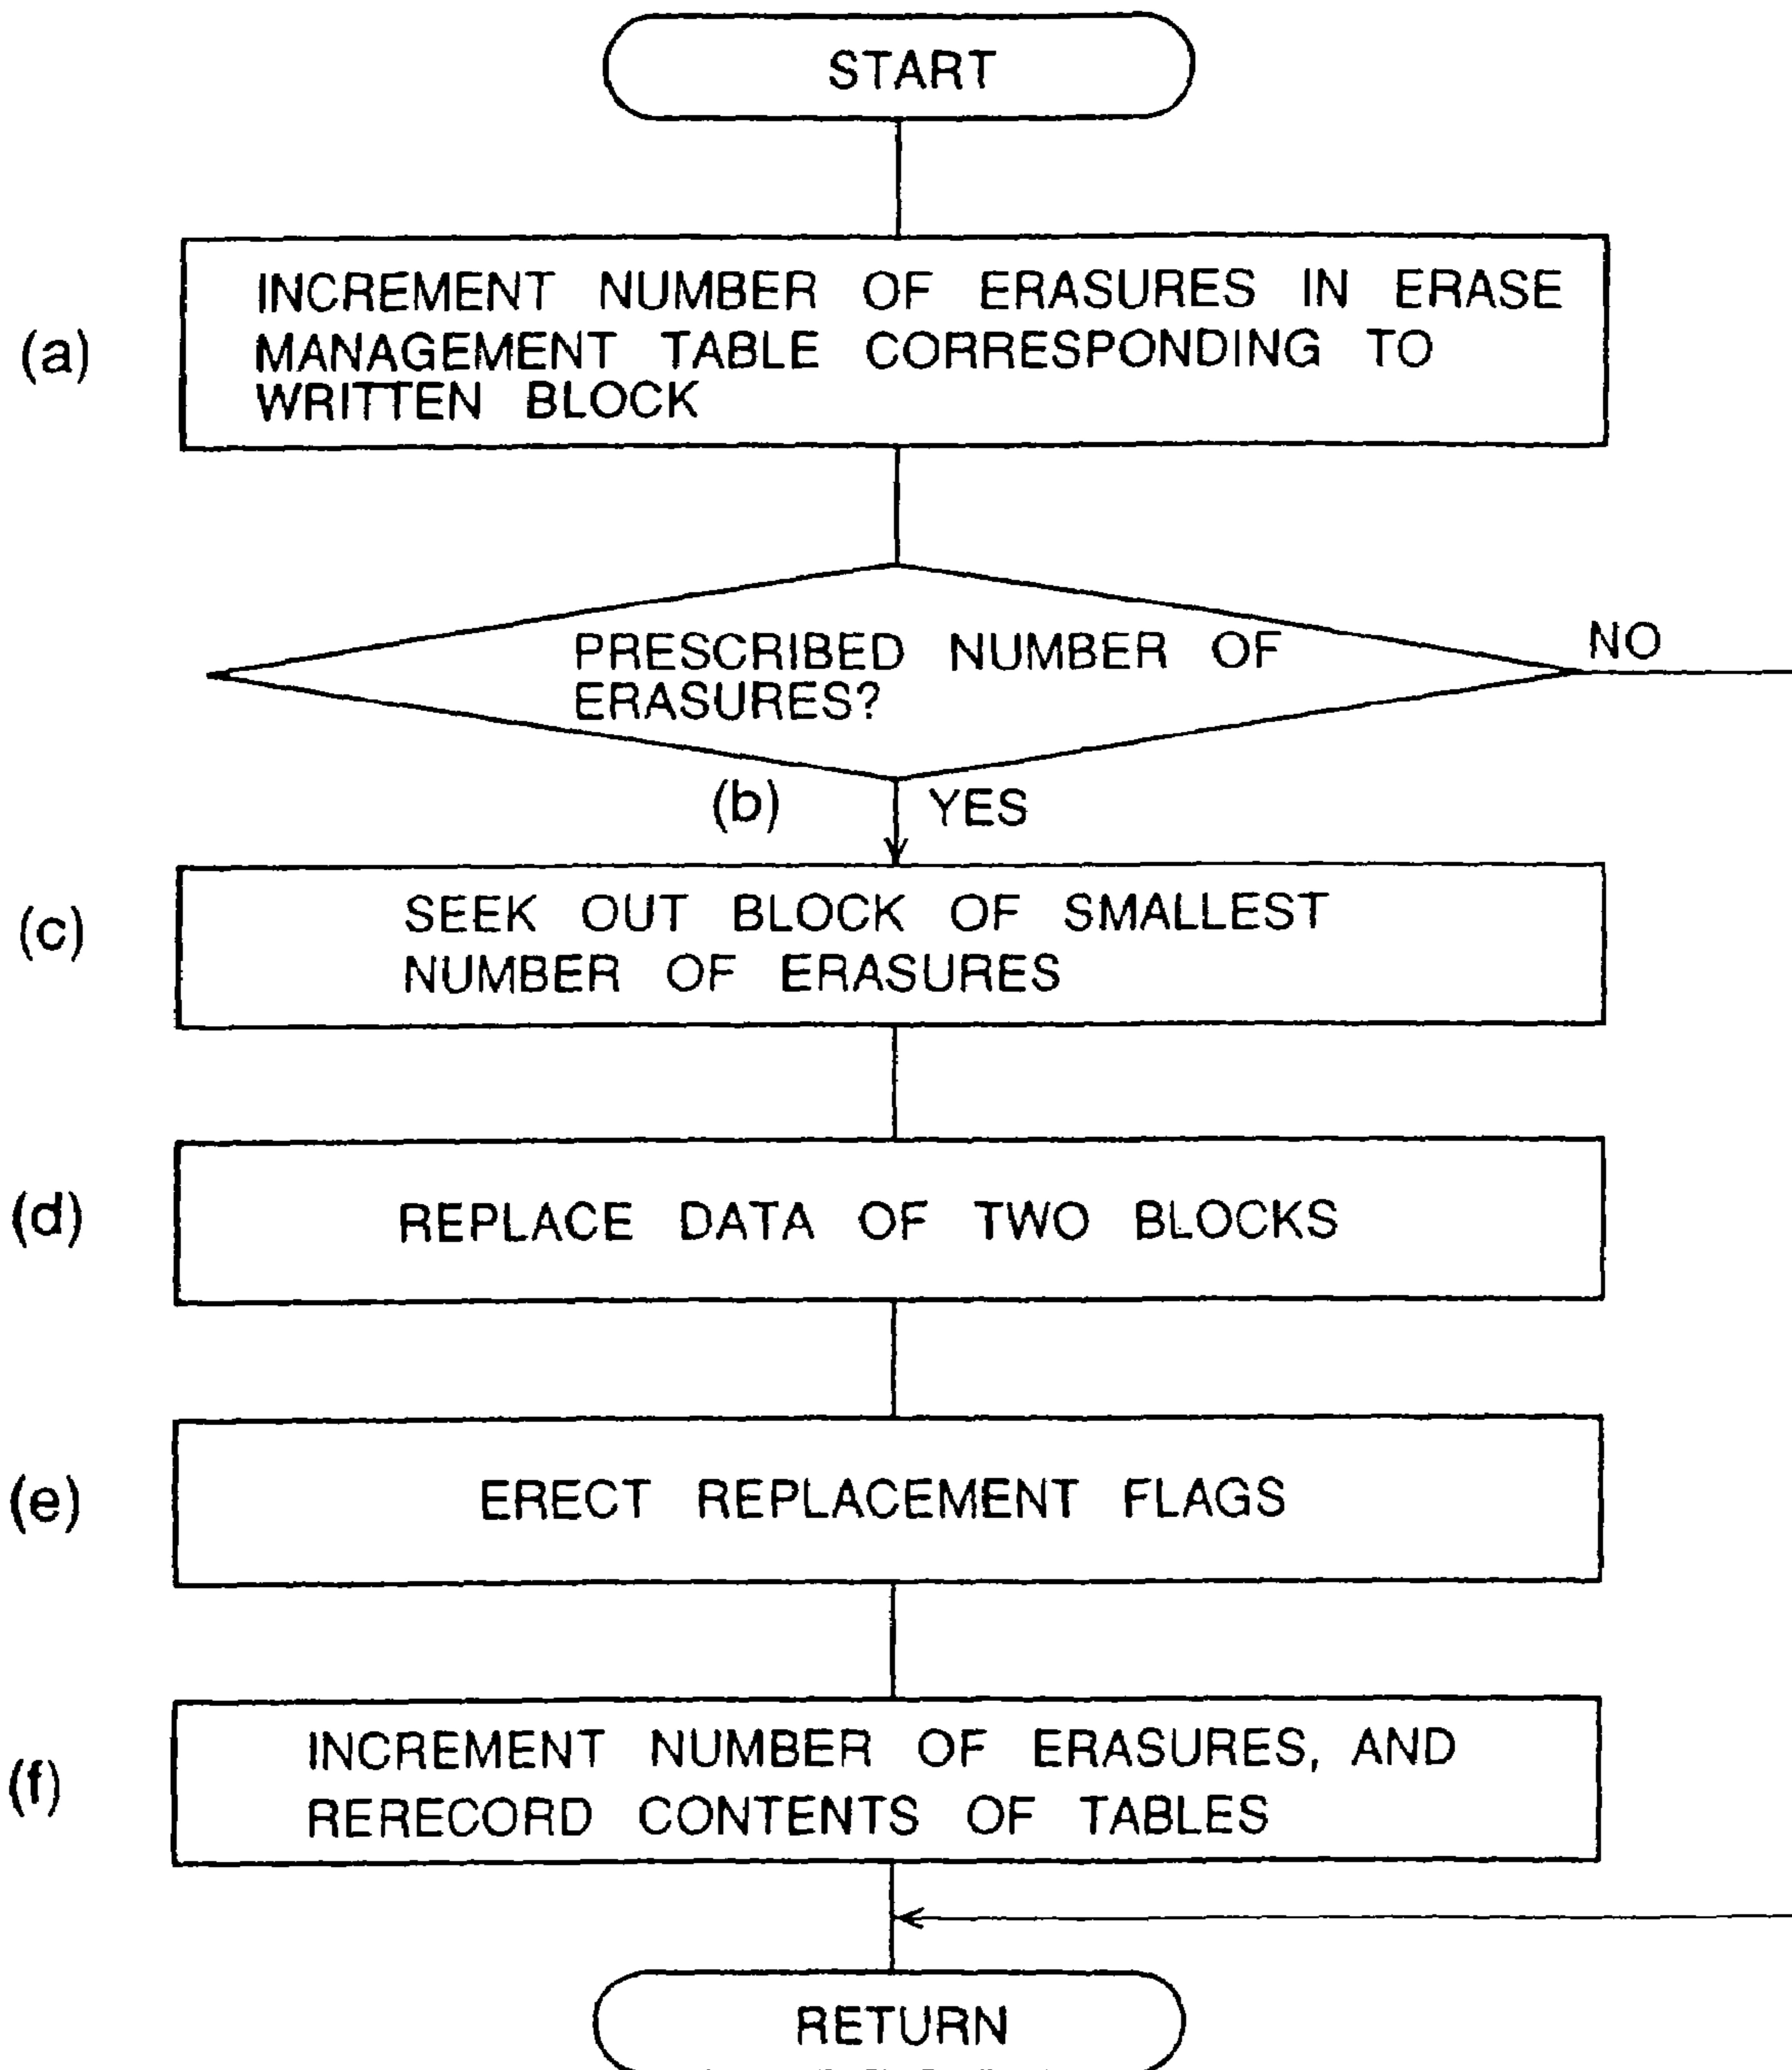 START
(a)
INCREMENT NUMBER OF ERASURES IN ERASE
MANAGEMENT TABLE CORRESPONDING TO
WRITTEN BLOCK
PRESCRIBED NUMBER OF
ERASURES?
NO
(b)
YES
(c)
SEEK OUT BLOCK OF SMALLEST
NUMBER OF ERASURES
(d)
REPLACE DATA OF TWO BLOCKS
(e)
ERECT REPLACEMENT FLAGS
(f)
INCREMENT NUMBER OF ERASURES, AND
RERECORD CONTENTS OF TABLES
RETURN